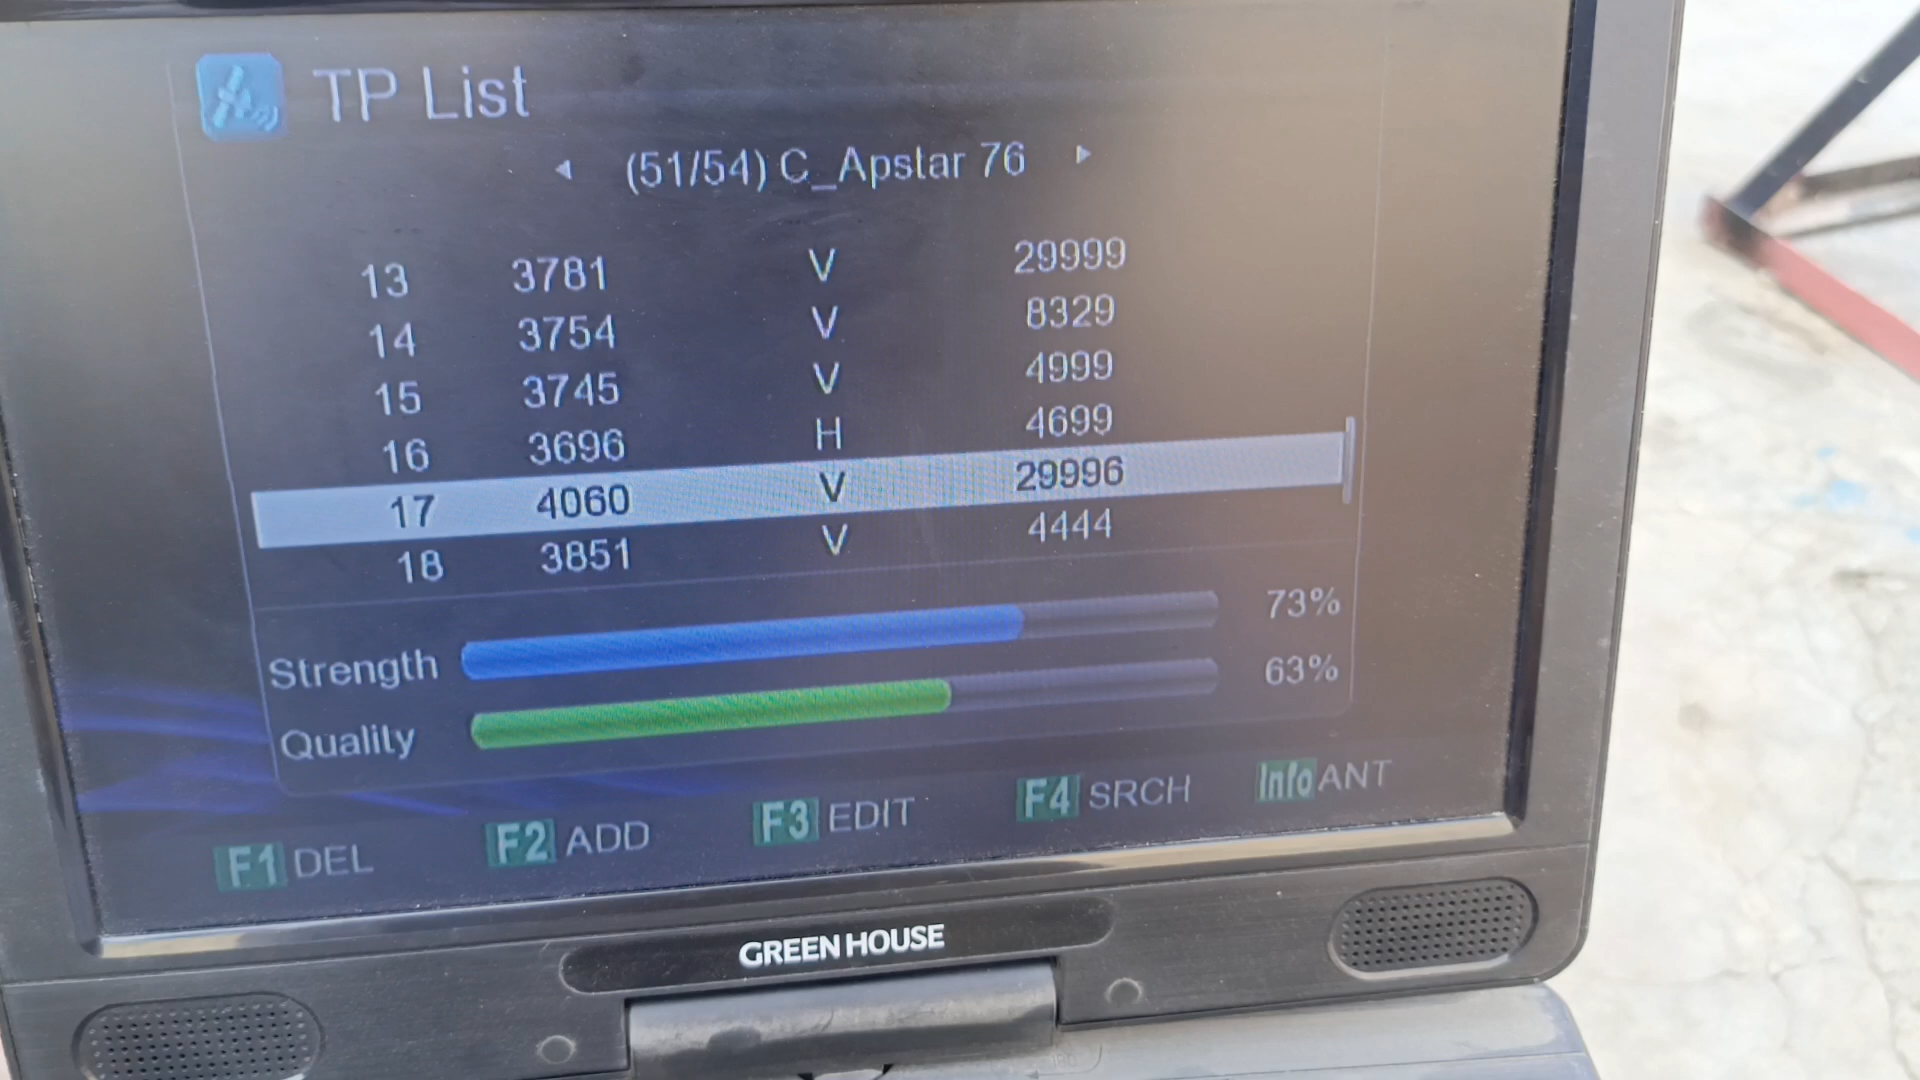 TP List
(51/54) C_Apstar 76
13 3781 V 29999
14 3754 V 8329
15 3745 V 4999
16 3696 H 4699
17 4060 V 29996
18 3851 V 4444
Strength 73%
Quality 63%
F1 DEL F2 ADD F3 EDIT F4 SRCH Info ANT
GREEN HOUSE